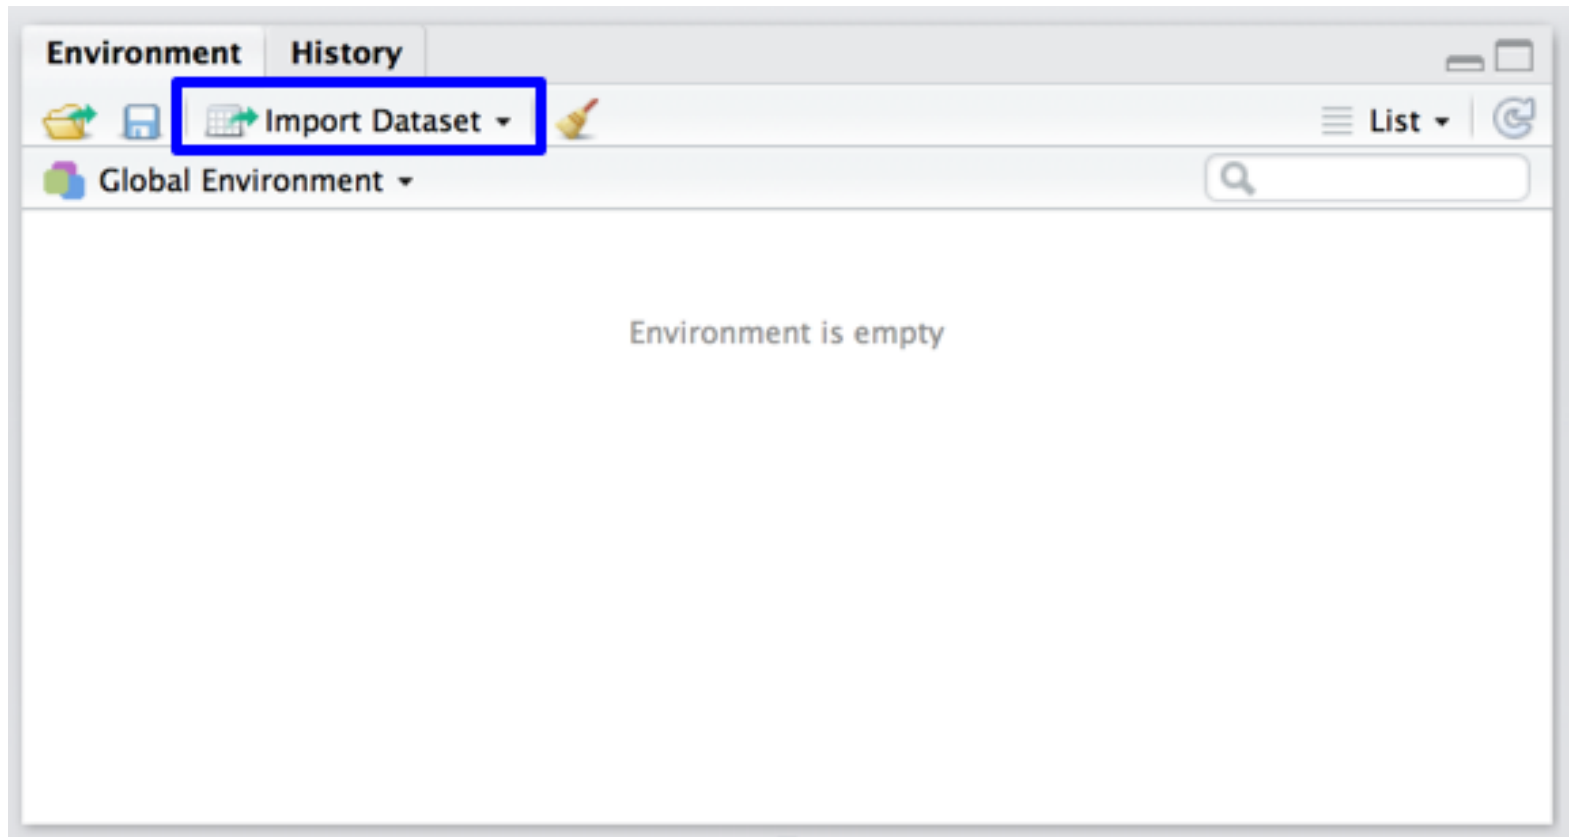 Environment History
Import Dataset List
Global Environment
Environment is empty